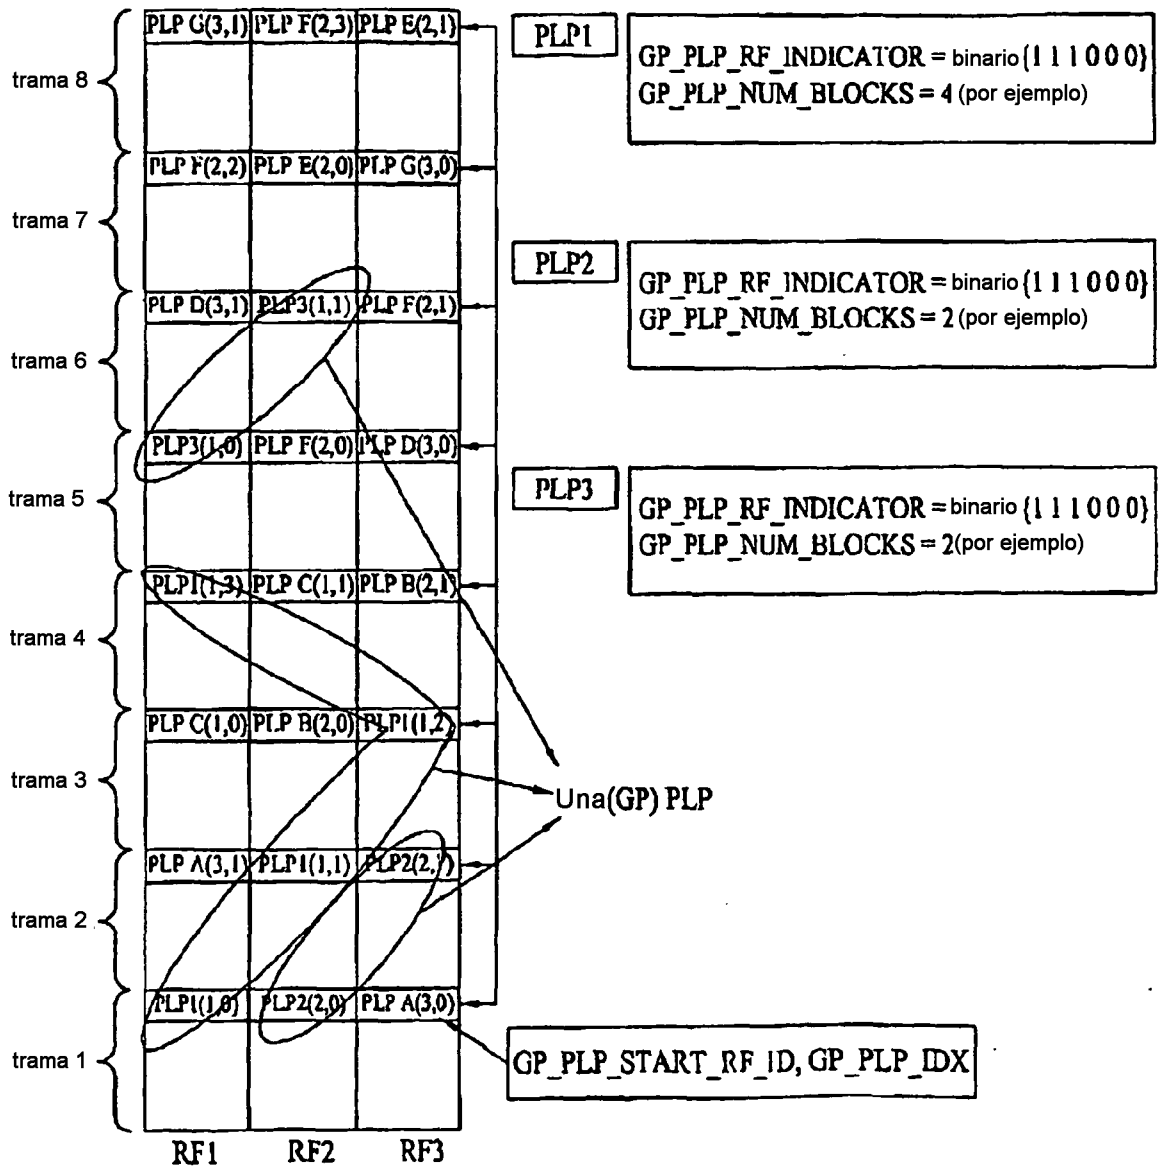 PLP G(3,1) PLP F(2,3) PLP E(2,1)
trama 8
PLP1
GP_PLP_RF_INDICATOR = binario {1 1 1 0 0 0}
GP_PLP_NUM_BLOCKS = 4 (por ejemplo)
PLP F(2,2) PLP E(2,0) PLP G(3,0)
trama 7
PLP2
GP_PLP_RF_INDICATOR = binario {1 1 1 0 0 0}
GP_PLP_NUM_BLOCKS = 2 (por ejemplo)
PLP D(3,1) PLP3(1,1) PLP F(2,1)
trama 6
PLP3(1,0) PLP F(2,0) PLP D(3,0)
trama 5
PLP3
GP_PLP_RF_INDICATOR = binario {1 1 1 0 0 0}
GP_PLP_NUM_BLOCKS = 2(por ejemplo)
PLP1(1,3) PLP C(1,1) PLP B(2,1)
trama 4
PLP C(1,0) PLP B(2,0) PLP1(1,2)
trama 3
Una(GP) PLP
PLP A(3,1) PLP1(1,1) PLP2(2,1)
trama 2
PLP1(1,0) PLP2(2,0) PLP A(3,0)
trama 1
GP_PLP_START_RF_ID, GP_PLP_IDX
RF1 RF2 RF3